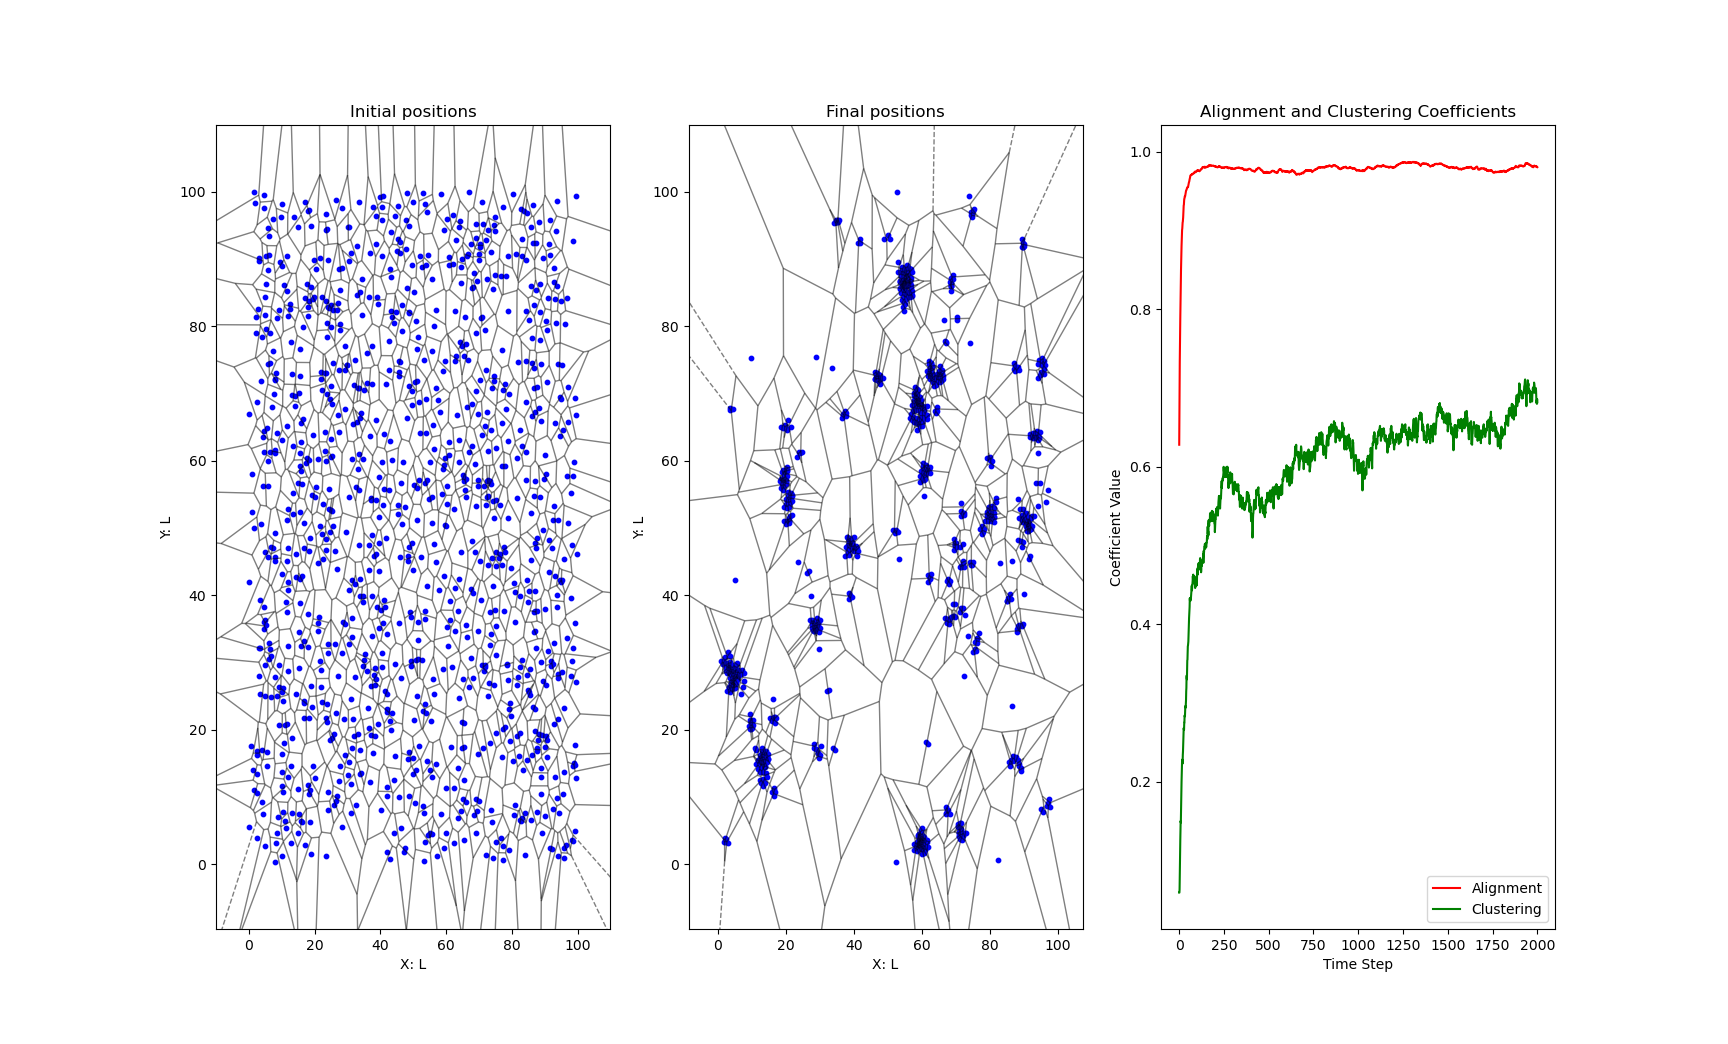 Initial positions
Final positions
Alignment and Clustering Coefficients
Y: L
100
80
60
40
20
0
0 20 40 60 80 100
X: L
Y: L
100
80
60
40
20
0
0 20 40 60 80 100
X: L
Coefficient Value
1.0
0.8
0.6
0.4
0.2
Alignment
Clustering
0 250 500 750 1000 1250 1500 1750 2000
Time Step